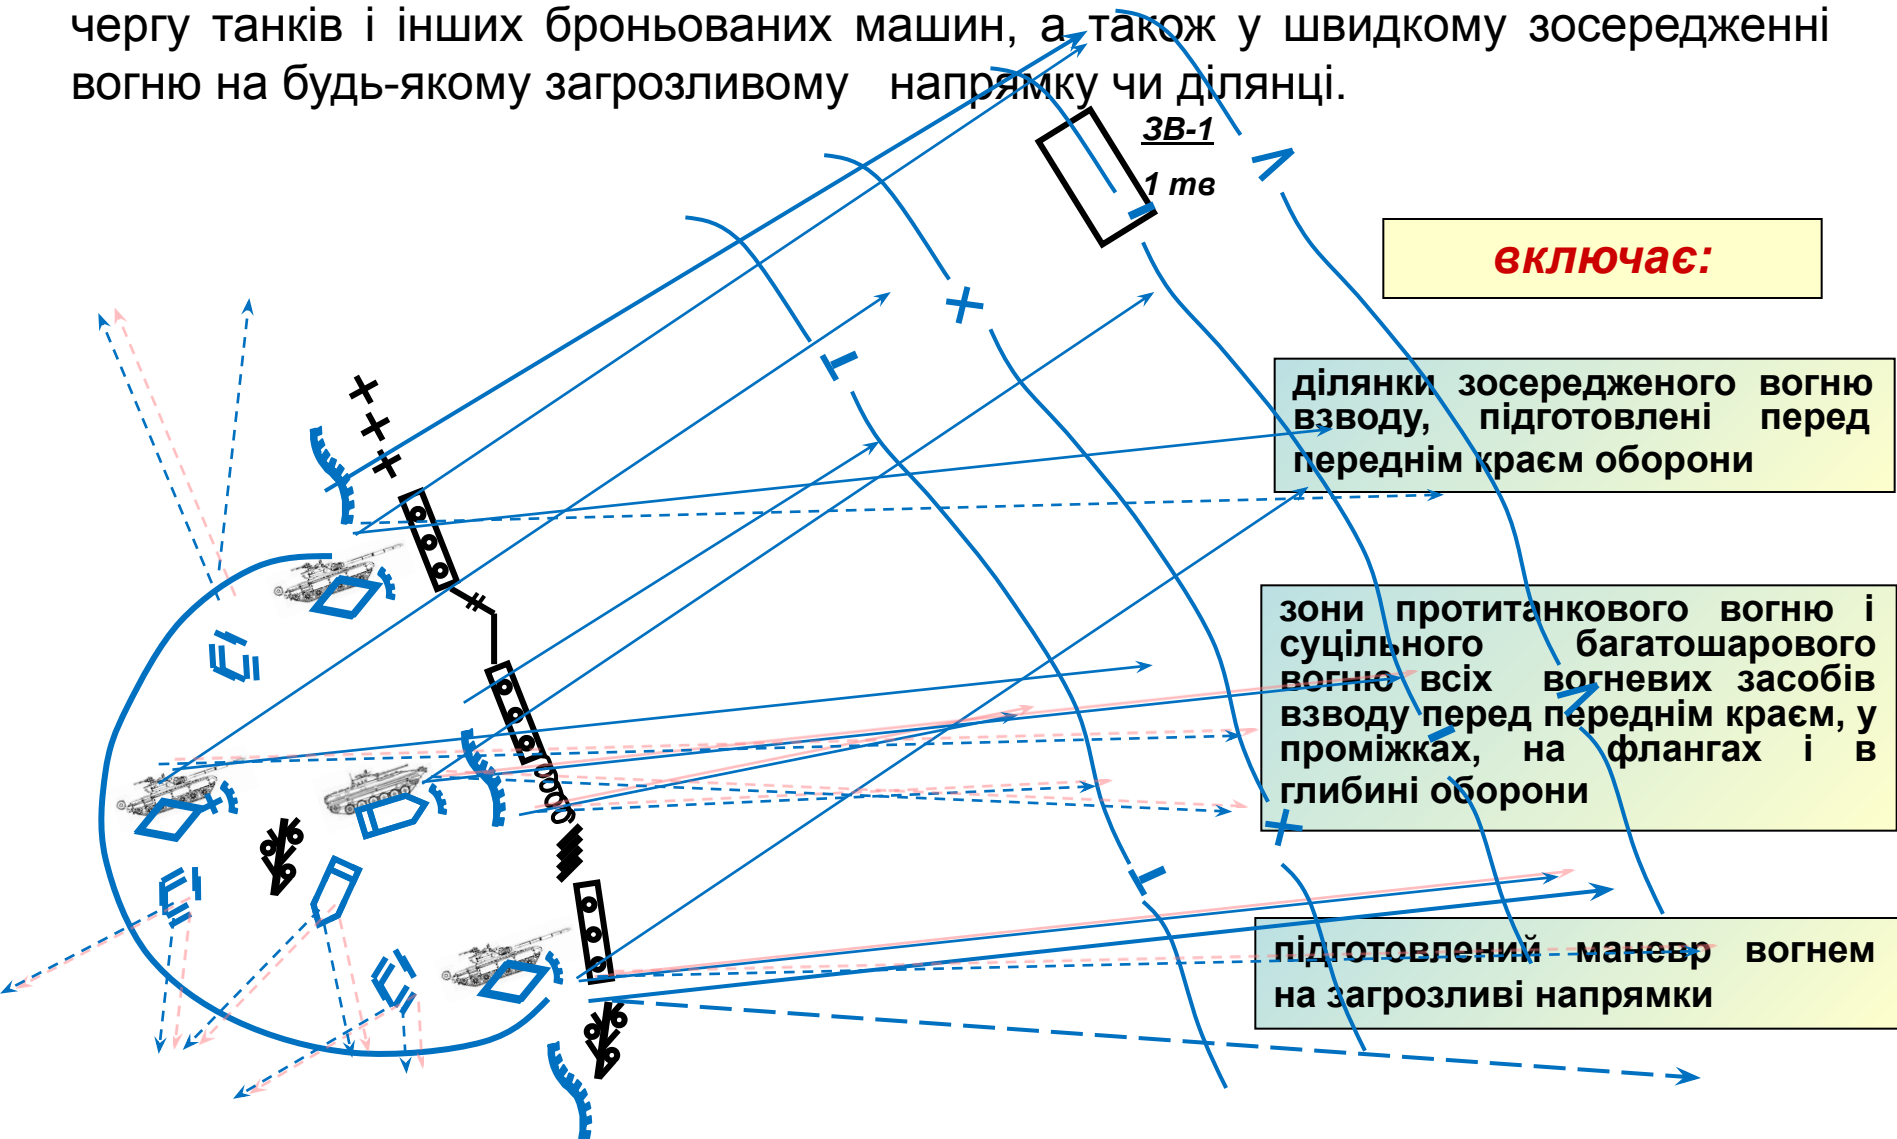 чергу танків і інших броньованих машин, а також у швидкому зосередженні
вогню на будь-якому загрозливому напрямку чи ділянці.
ЗВ-1
1 тв
включає:
ділянки зосередженого вогню
взводу, підготовлені перед
переднім краєм оборони
зони протитанкового вогню і
суцільного багатошарового
вогню всіх вогневих засобів
взводу перед переднім краєм, у
проміжках, на флангах і в
глибині оборони
підготовлений маневр вогнем
на загрозливі напрямки